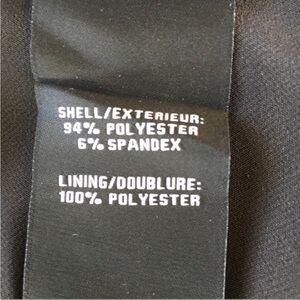 SHELL/EXTERIEUR:
94% POLYESTER
6% SPANDEX
LINING/DOUBLURE:
100% POLYESTER